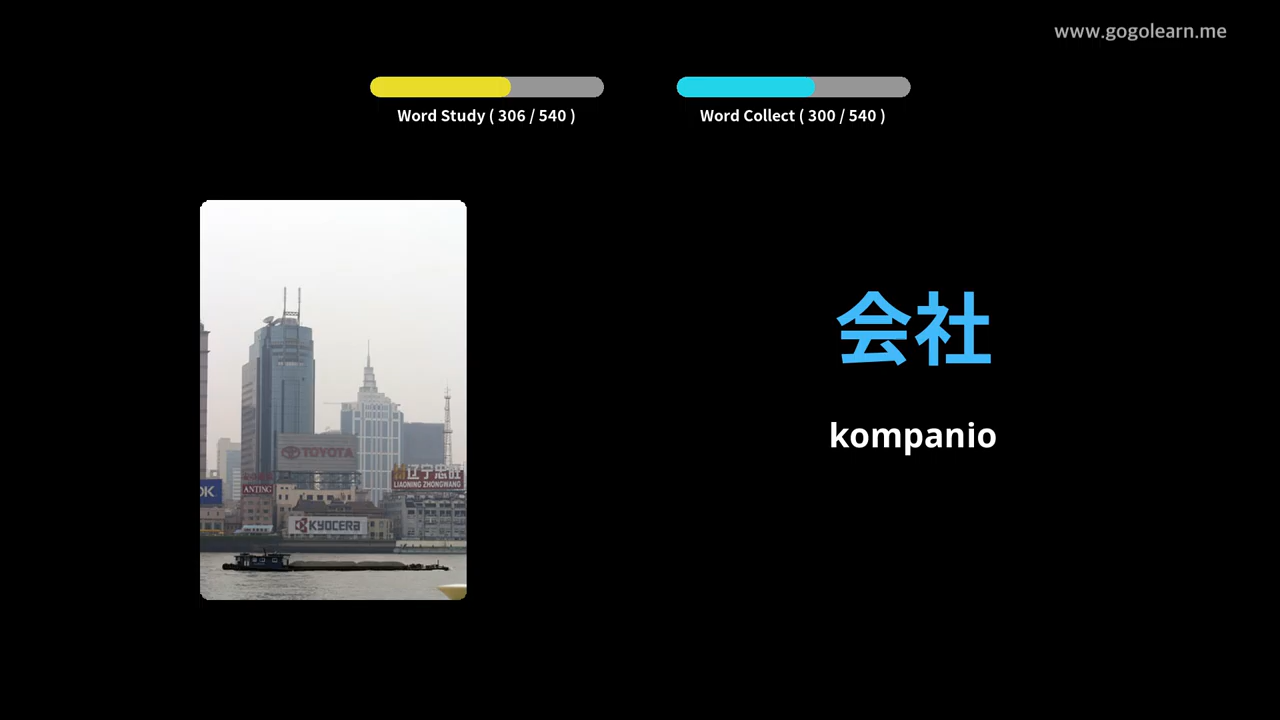 www.gogolearn.me
Word Study ( 306 / 540 )
Word Collect ( 300 / 540 )
会社
kompanio
TOYOTA
辽宁忠旺
LIAONING ZHONGWANG
OK
ANTING
KYOCERA